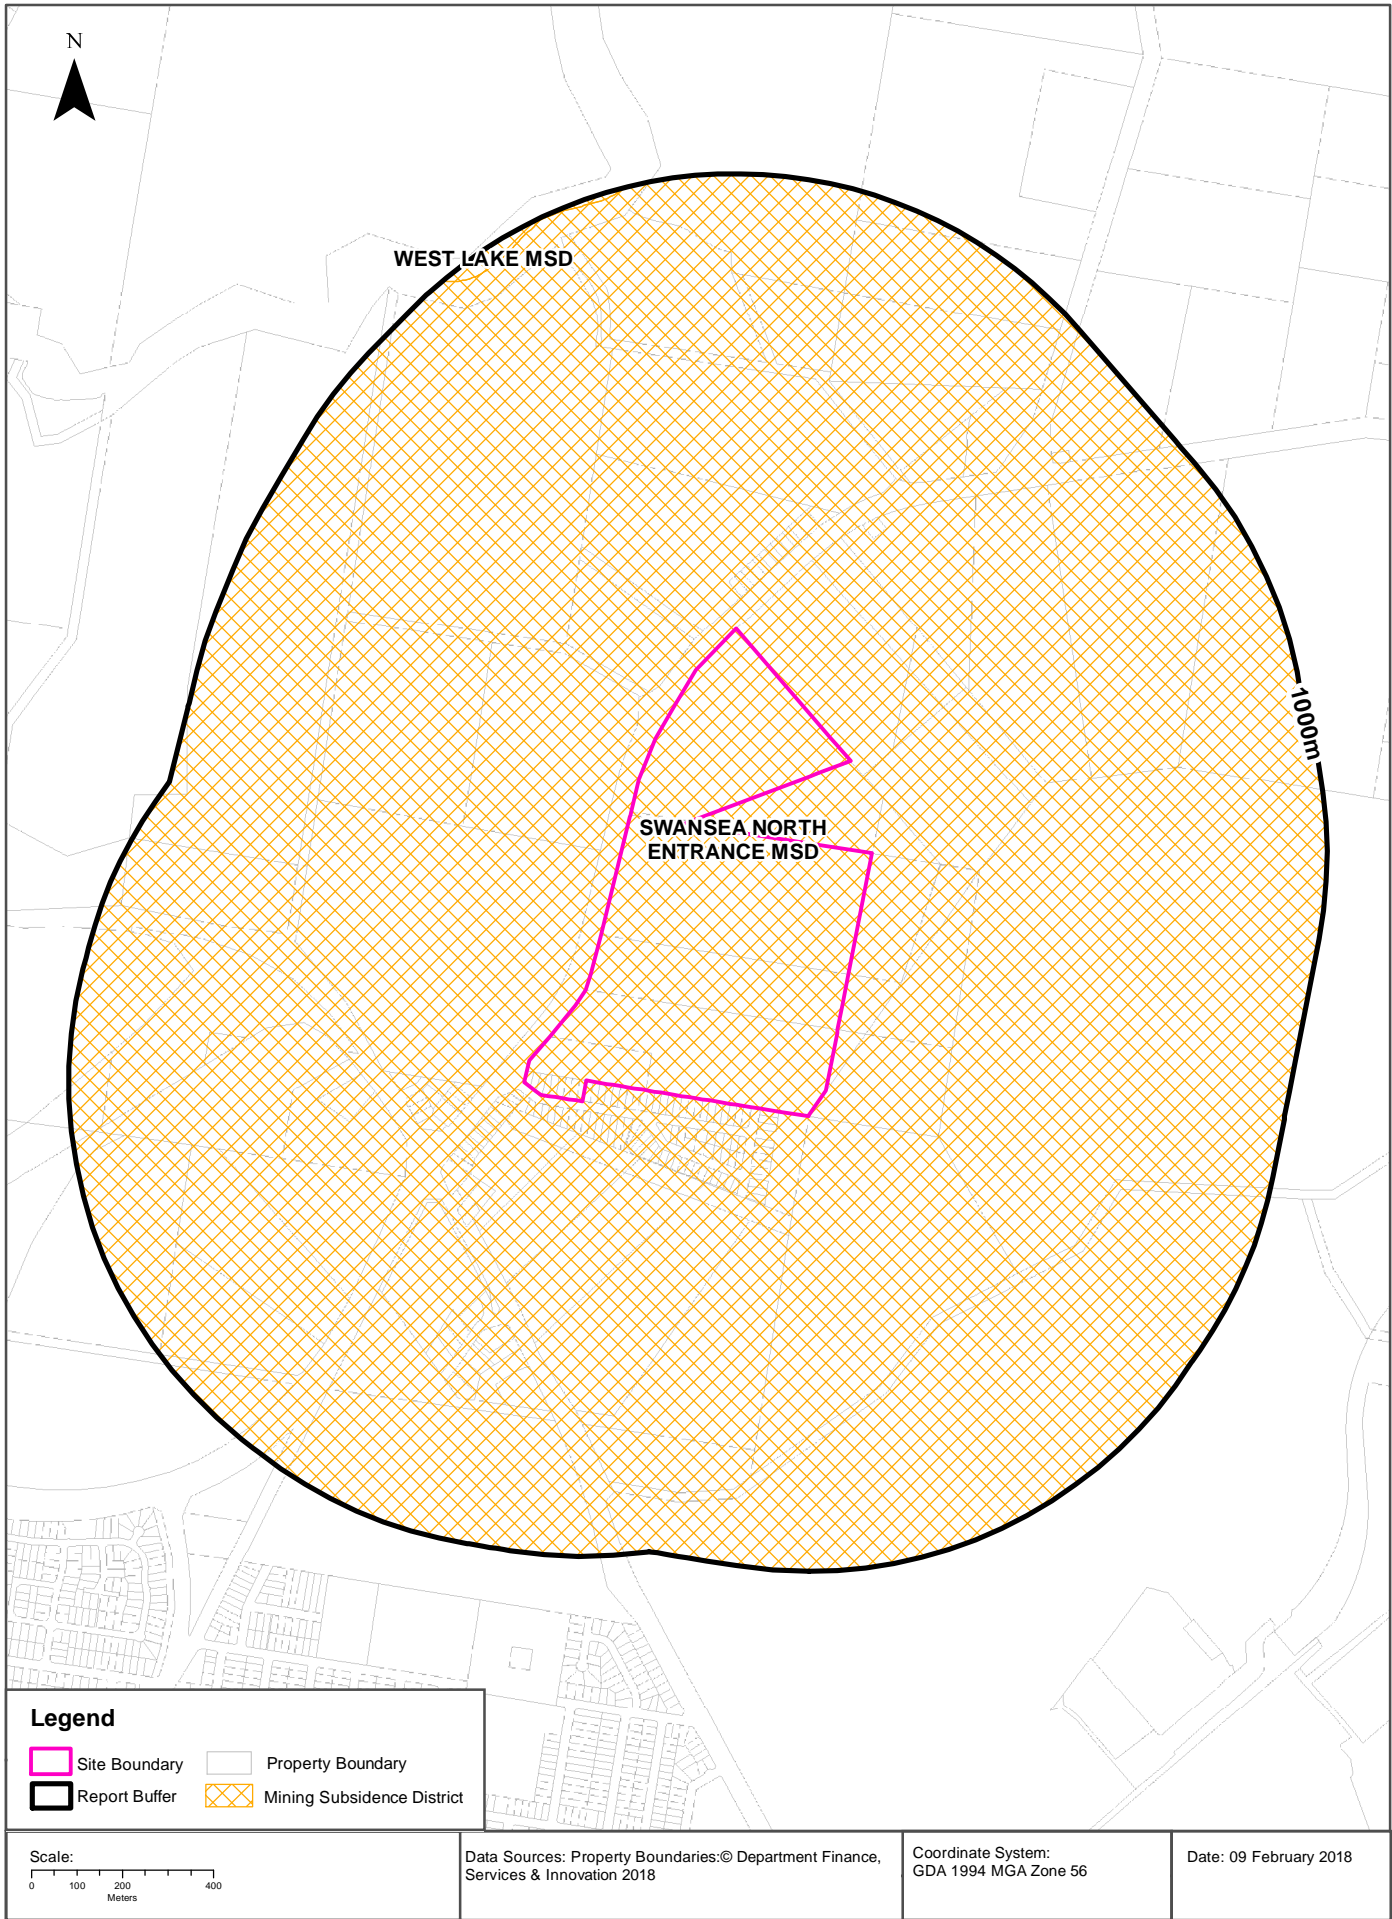 N
WEST LAKE MSD
1000m
SWANSEA NORTH
ENTRANCE MSD
Legend
Site Boundary
Property Boundary
Report Buffer
Mining Subsidence District
Scale:
0 100 200 400
Meters
Data Sources: Property Boundaries:© Department Finance,
Services & Innovation 2018
Coordinate System:
GDA 1994 MGA Zone 56
Date: 09 February 2018